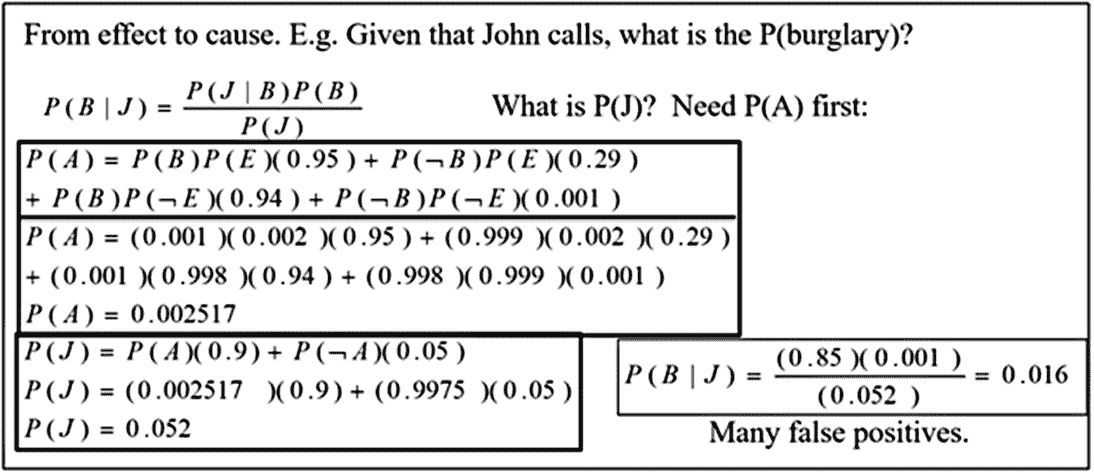 From effect to cause. E.g. Given that John calls, what is the P(burglary)?
P(B | J) = P(J | B)P(B) / P(J)
What is P(J)? Need P(A) first:
P(A) = P(B)P(E)(0.95) + P(¬B)P(E)(0.29)
+ P(B)P(¬E)(0.94) + P(¬B)P(¬E)(0.001)
P(A) = (0.001)(0.002)(0.95) + (0.999)(0.002)(0.29)
+ (0.001)(0.998)(0.94) + (0.998)(0.999)(0.001)
P(A) = 0.002517
P(J) = P(A)(0.9) + P(¬A)(0.05)
P(J) = (0.002517)(0.9) + (0.9975)(0.05)
P(J) = 0.052
P(B | J) = (0.85)(0.001) / (0.052) = 0.016
Many false positives.